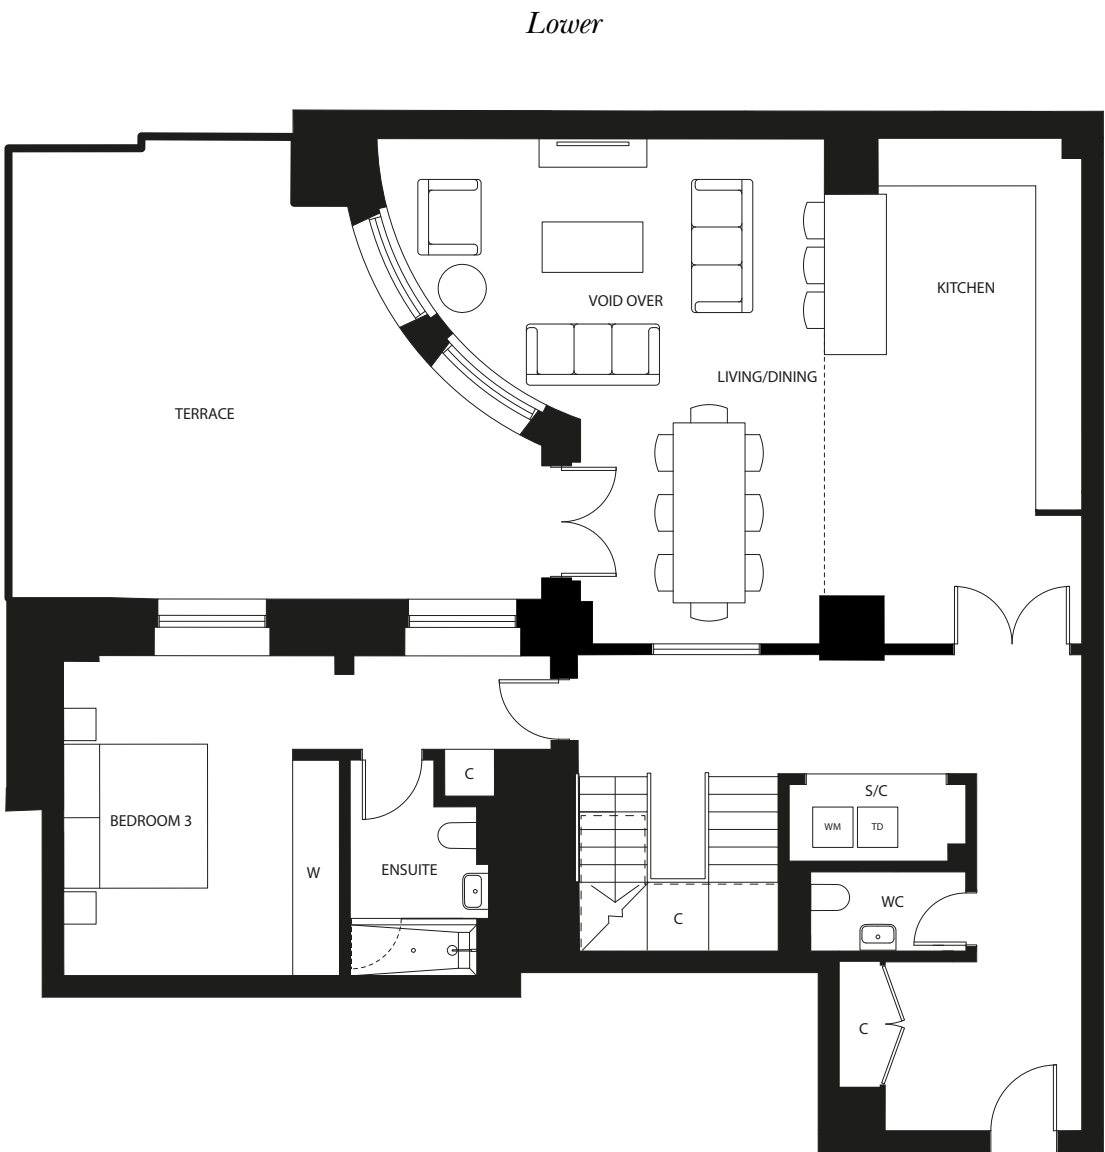 Lower
KITCHEN
VOID OVER
LIVING/DINING
TERRACE
C
S/C
BEDROOM 3
WM
TD
ENSUITE
W
WC
C
C